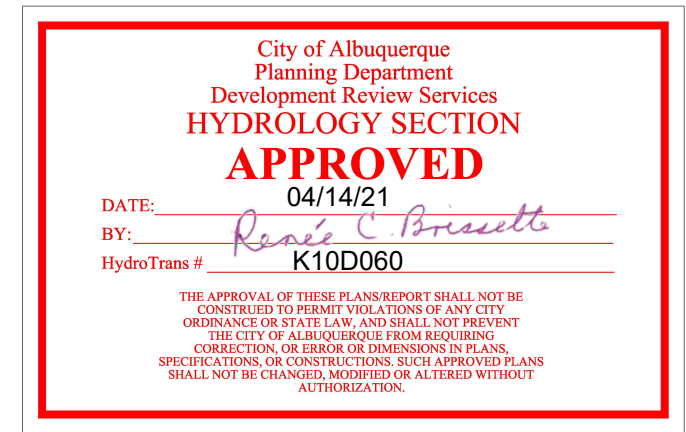 City of Albuquerque
Planning Department
Development Review Services
HYDROLOGY SECTION
APPROVED
DATE: 04/14/21
BY: Renée C. Brissette
HydroTrans # K10D060
THE APPROVAL OF THESE PLANS/REPORT SHALL NOT BE
CONSTRUED TO PERMIT VIOLATIONS OF ANY CITY
ORDINANCE OR STATE LAW, AND SHALL NOT PREVENT
THE CITY OF ALBUQUERQUE FROM REQUIRING
CORRECTION, OR ERROR OR DIMENSIONS IN PLANS,
SPECIFICATIONS, OR CONSTRUCTIONS. SUCH APPROVED PLANS
SHALL NOT BE CHANGED, MODIFIED OR ALTERED WITHOUT
AUTHORIZATION.